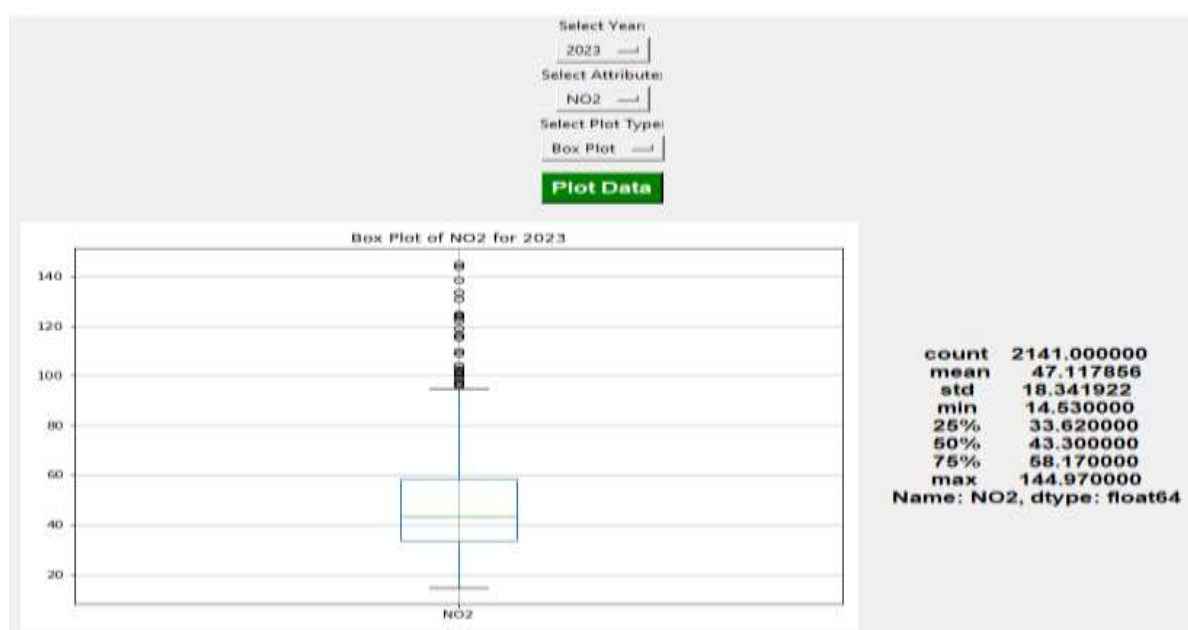 Select Year:
2023
Select Attribute:
NO2
Select Plot Type:
Box Plot
Plot Data
Box Plot of NO2 for 2023
140
120
100
80
60
40
20
NO2
count 2141.000000
mean 47.117856
std 18.341922
min 14.530000
25% 33.620000
50% 43.300000
75% 58.170000
max 144.970000
Name: NO2, dtype: float64